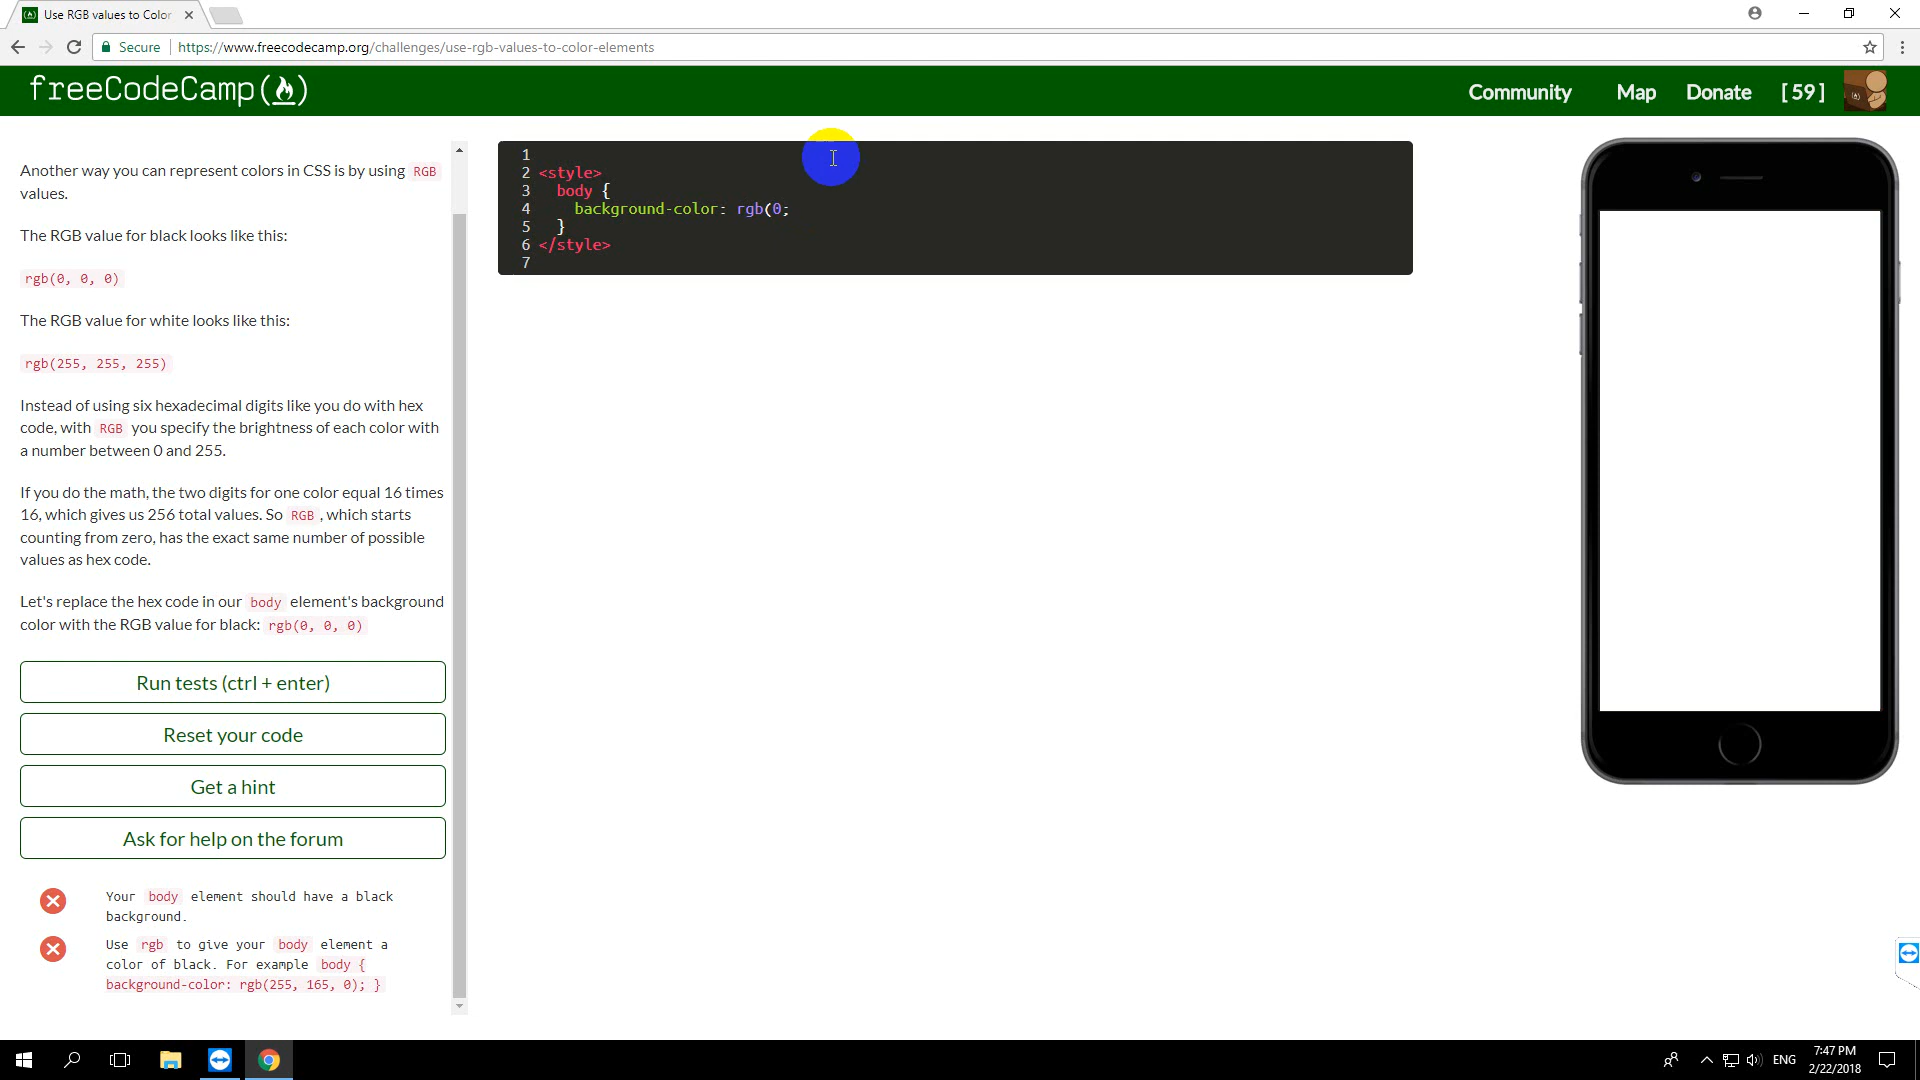 Use RGB values to Color
Secure
https://www.freecodecamp.org/challenges/use-rgb-values-to-color-elements
freeCodeCamp
Community
Map
Donate
[ 59 ]
Another way you can represent colors in CSS is by using RGB
values.
The RGB value for black looks like this:
rgb(0, 0, 0)
The RGB value for white looks like this:
rgb(255, 255, 255)
Instead of using six hexadecimal digits like you do with hex
code, with RGB you specify the brightness of each color with
a number between 0 and 255.
If you do the math, the two digits for one color equal 16 times
16, which gives us 256 total values. So RGB , which starts
counting from zero, has the exact same number of possible
values as hex code.
Let's replace the hex code in our body element's background
color with the RGB value for black: rgb(0, 0, 0)
Run tests (ctrl + enter)
Reset your code
Get a hint
Ask for help on the forum
Your body element should have a black
background.
Use rgb to give your body element a
color of black. For example body {
background-color: rgb(255, 165, 0); }
1
2 <style>
3 body {
4 background-color: rgb(0;
5 }
6 </style>
7
ENG
7:47 PM
2/22/2018